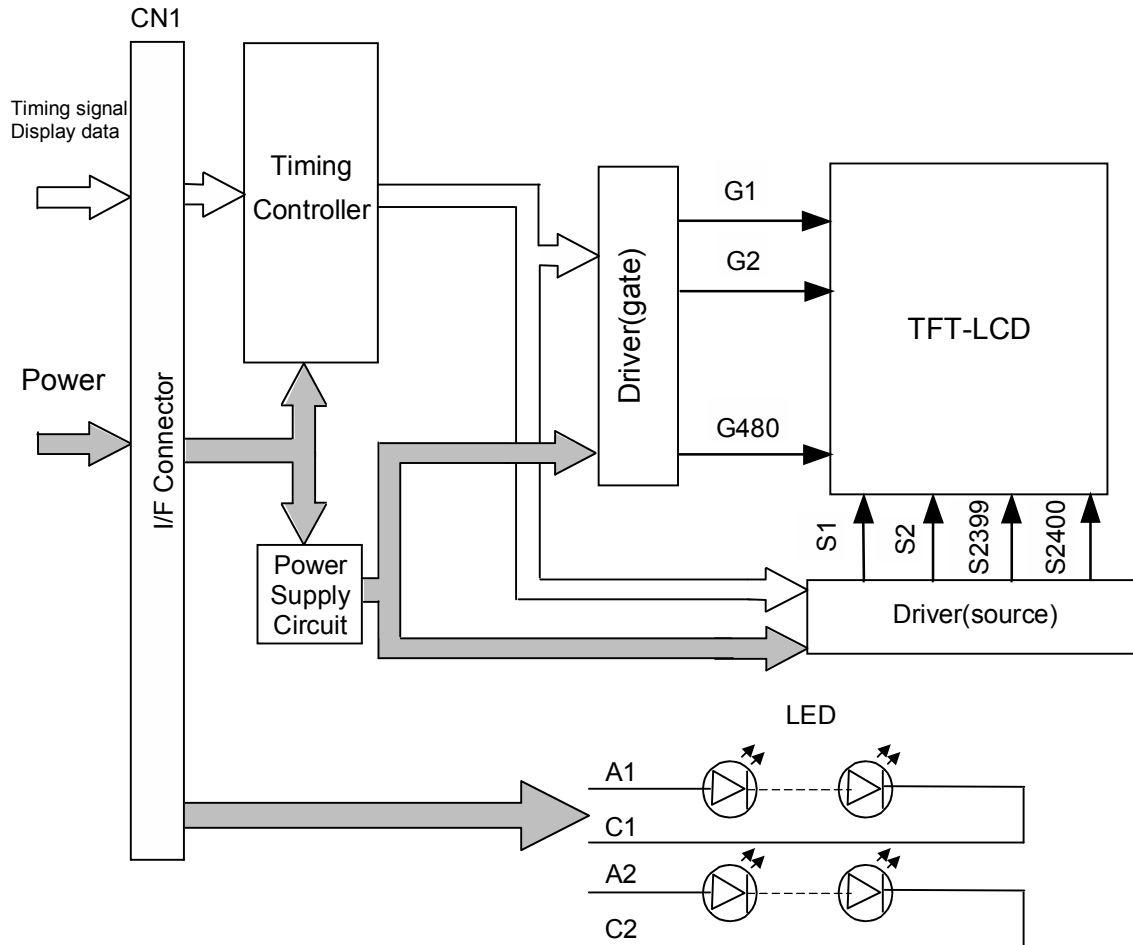 CN1
Timing signal
Display data
Timing
Controller
Power
I/F Connector
Power
Supply
Circuit
Driver(gate)
G1
G2
G480
TFT-LCD
S1
S2
S2399
S2400
Driver(source)
LED
A1
C1
A2
C2